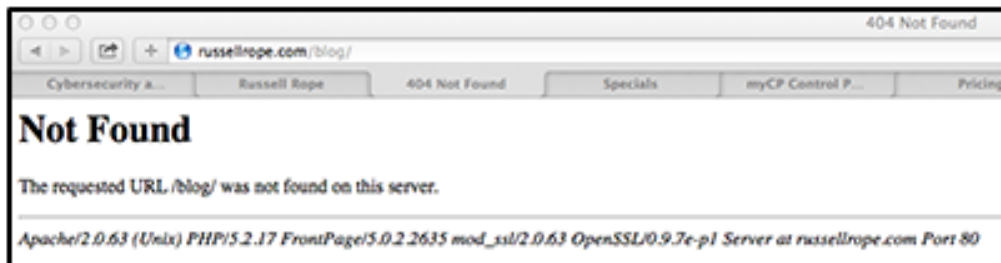 404 Not Found
russellrope.com/blog/
Cybersecurity a... Russell Rope 404 Not Found Specials myCP Control P... Pricing
Not Found
The requested URL /blog/ was not found on this server.
Apache/2.0.63 (Unix) PHP/5.2.17 FrontPage/5.0.2.2635 mod_ssl/2.0.63 OpenSSL/0.9.7e-p1 Server at russellrope.com Port 80